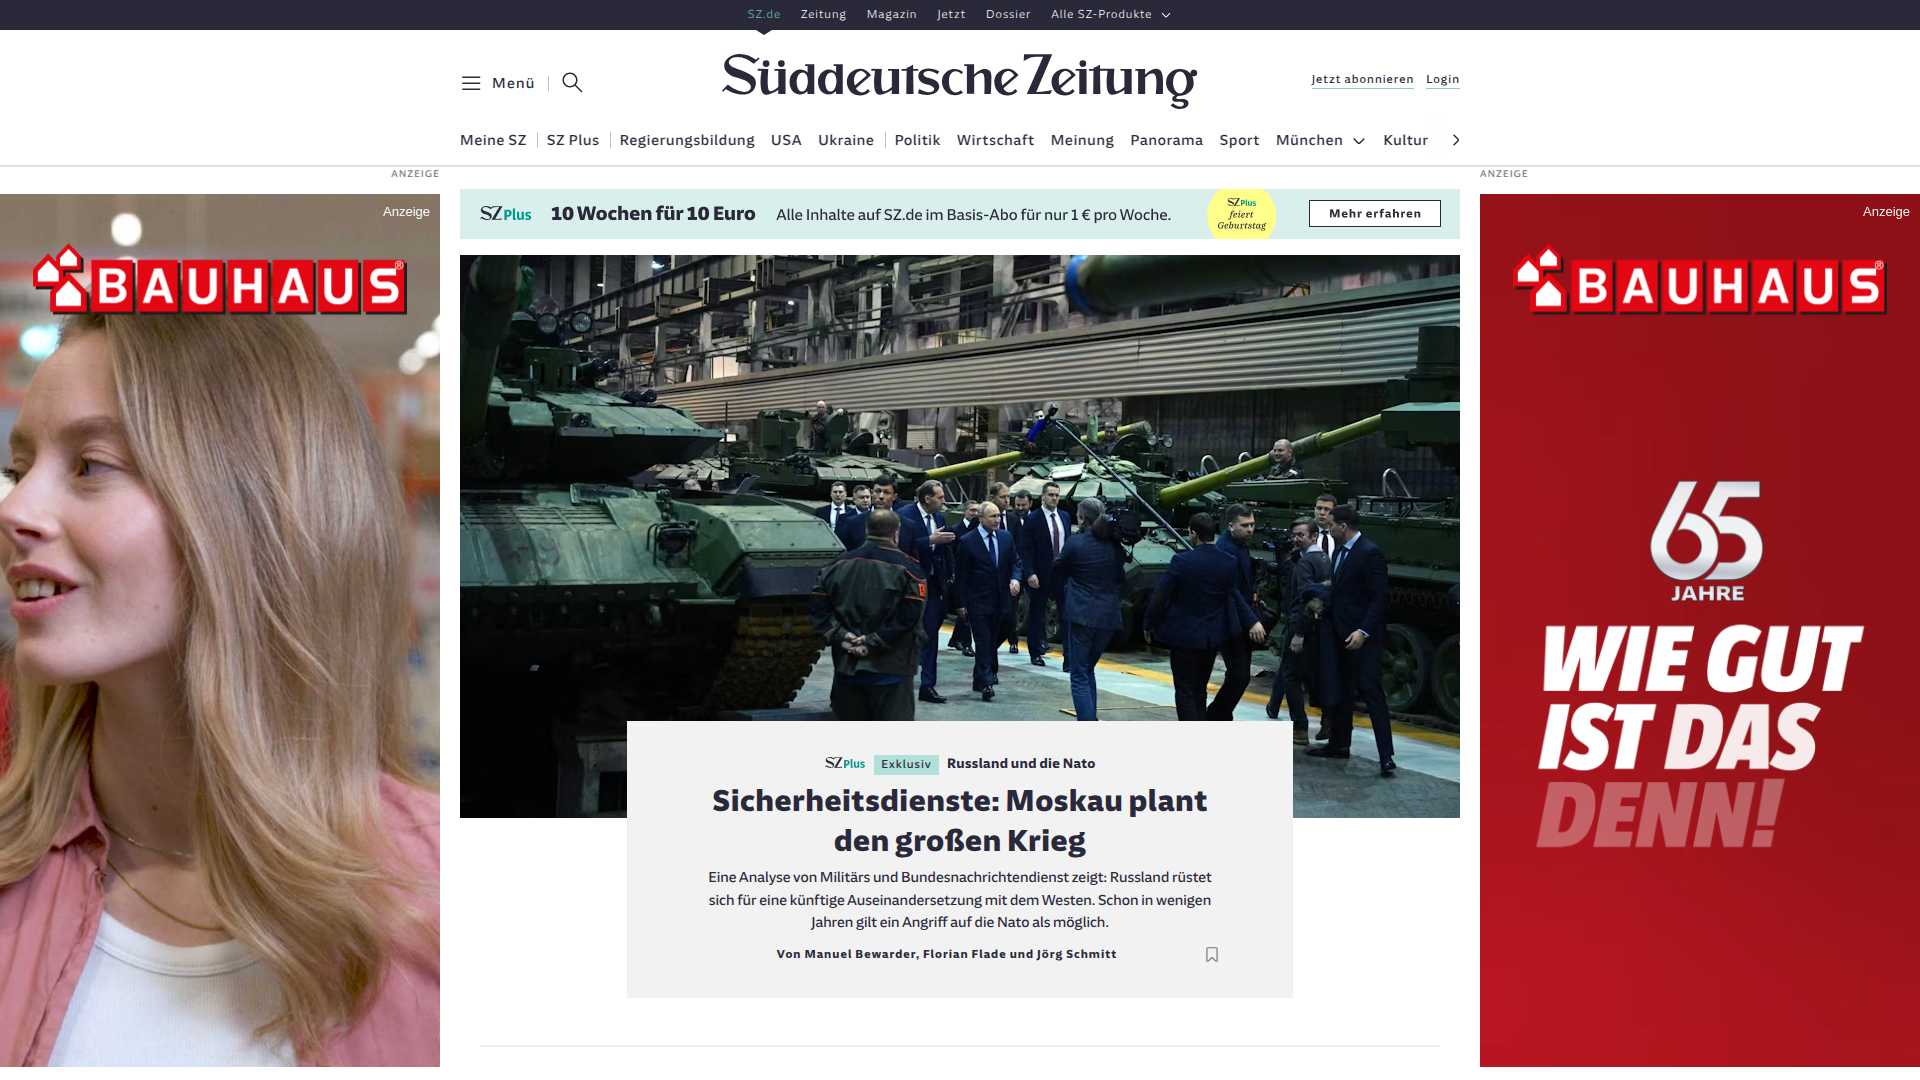 SZ.de Zeitung Magazin Jetzt Dossier Alle SZ-Produkte
Menü
Süddeutsche Zeitung
Jetzt abonnieren Login
Meine SZ SZ Plus Regierungsbildung USA Ukraine Politik Wirtschaft Meinung Panorama Sport München Kultur
ANZEIGE
ANZEIGE
Anzeige
BAUHAUS®
SZ Plus 10 Wochen für 10 Euro Alle Inhalte auf SZ.de im Basis-Abo für nur 1 € pro Woche.
SZ Plus
feiert
Geburtstag
Mehr erfahren
SZ Plus Exklusiv Russland und die Nato
Sicherheitsdienste: Moskau plant
den großen Krieg
Eine Analyse von Militärs und Bundesnachrichtendienst zeigt: Russland rüstet
sich für eine künftige Auseinandersetzung mit dem Westen. Schon in wenigen
Jahren gilt ein Angriff auf die Nato als möglich.
Von Manuel Bewarder, Florian Flade und Jörg Schmitt
Anzeige
BAUHAUS®
65
JAHRE
WIE GUT
IST DAS
DENN!